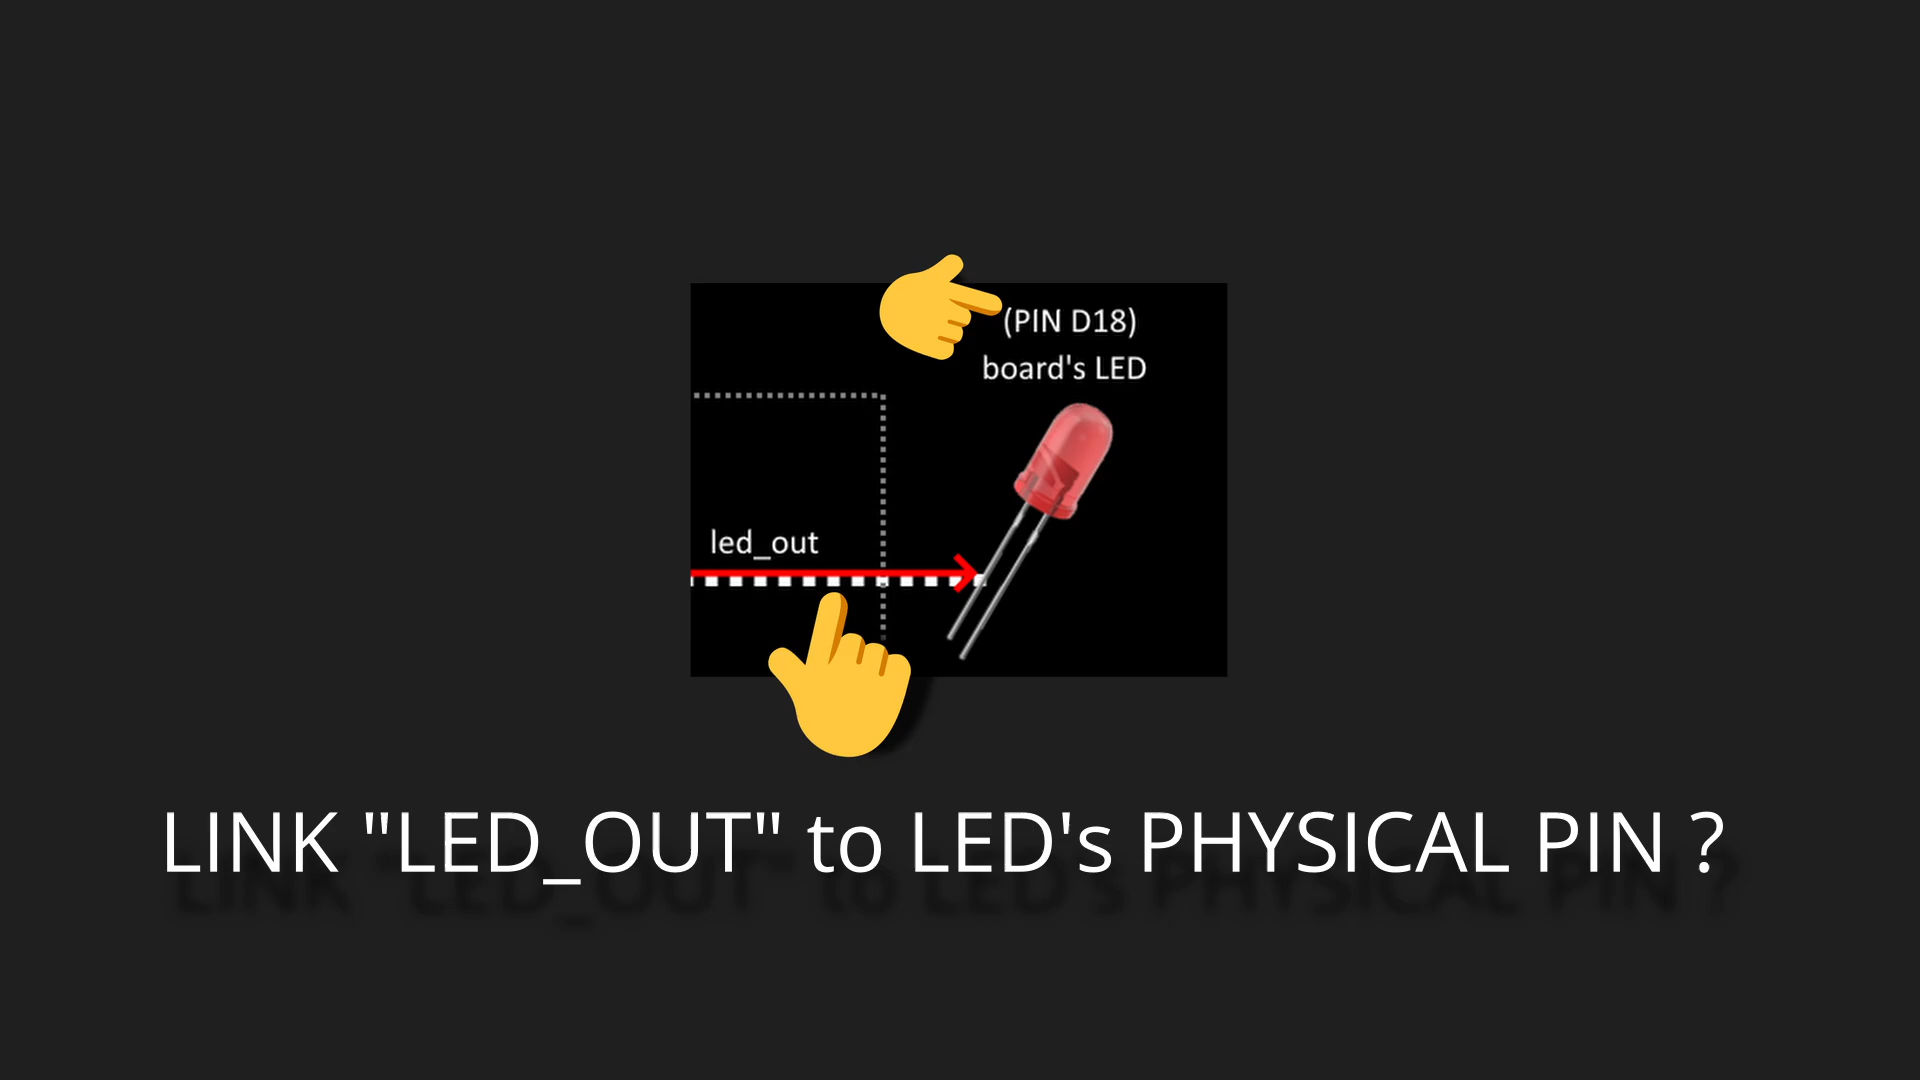 (PIN D18)
board's LED
led_out
LINK "LED_OUT" to LED's PHYSICAL PIN ?